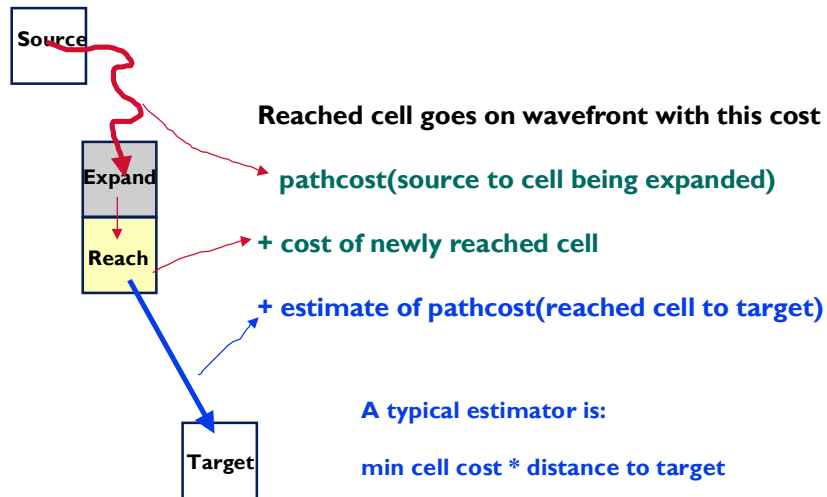 Source
Reached cell goes on wavefront with this cost
Expand
pathcost(source to cell being expanded)
Reach
+ cost of newly reached cell
+ estimate of pathcost(reached cell to target)
A typical estimator is:
Target
min cell cost * distance to target